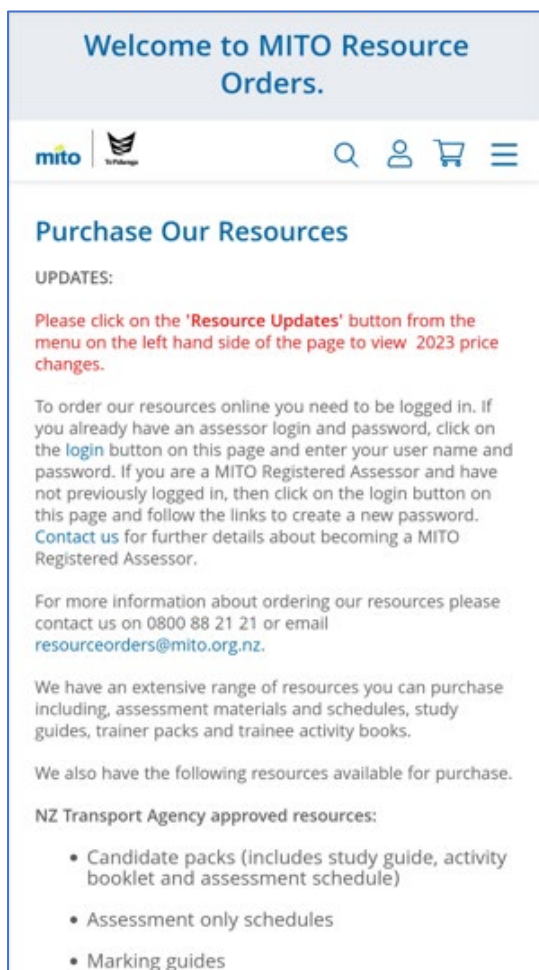 Welcome to MITO Resource
Orders.
mito
Purchase Our Resources
UPDATES:
Please click on the 'Resource Updates' button from the
menu on the left hand side of the page to view 2023 price
changes.
To order our resources online you need to be logged in. If
you already have an assessor login and password, click on
the login button on this page and enter your user name and
password. If you are a MITO Registered Assessor and have
not previously logged in, then click on the login button on
this page and follow the links to create a new password.
Contact us for further details about becoming a MITO
Registered Assessor.
For more information about ordering our resources please
contact us on 0800 88 21 21 or email
resourceorders@mito.org.nz.
We have an extensive range of resources you can purchase
including, assessment materials and schedules, study
guides, trainer packs and trainee activity books.
We also have the following resources available for purchase.
NZ Transport Agency approved resources:
• Candidate packs (includes study guide, activity
booklet and assessment schedule)
• Assessment only schedules
• Marking guides